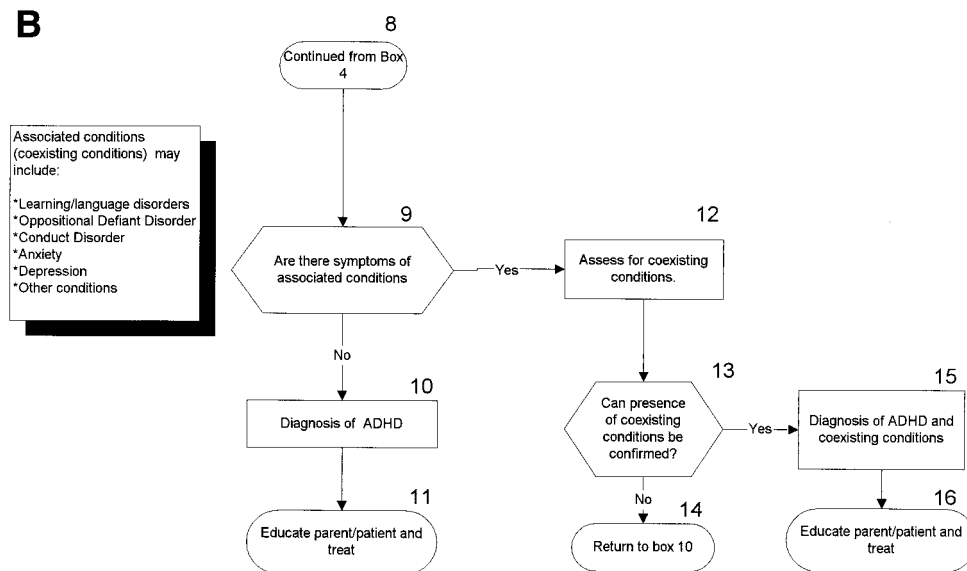 B
8
Continued from Box
4
Associated conditions
(coexisting conditions) may
include:
*Learning/language disorders
*Oppositional Defiant Disorder
*Conduct Disorder
*Anxiety
*Depression
*Other conditions
9
Are there symptoms of
associated conditions
Yes
12
Assess for coexisting
conditions.
No
10
Diagnosis of ADHD
11
Educate parent/patient and
treat
13
Can presence
of coexisting
conditions be
confirmed?
Yes
15
Diagnosis of ADHD and
coexisting conditions
No
14
Return to box 10
16
Educate parent/patient and
treat